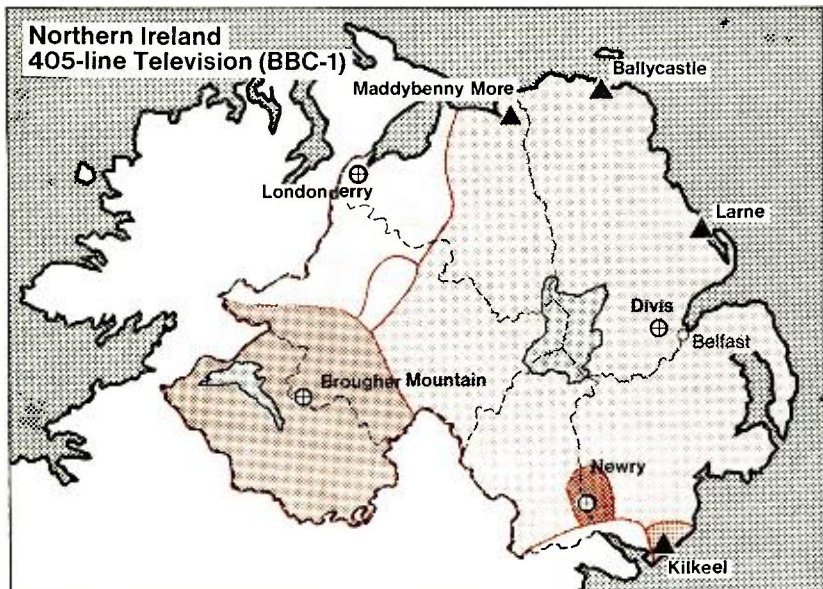 Northern Ireland
405-line Television (BBC-1)
Ballycastle
Maddybenny More
Londonderry
Larne
Divis
Belfast
Brougher Mountain
Newry
Kilkeel